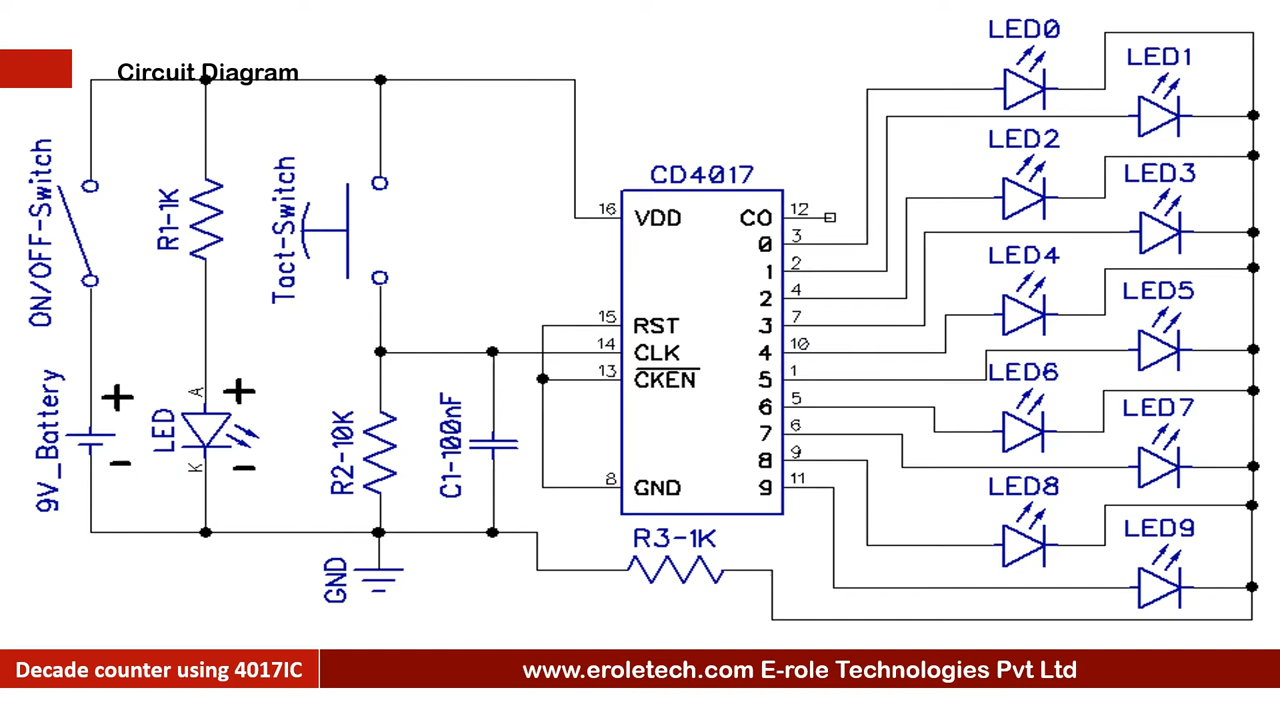 Circuit Diagram
ON/OFF-Switch
9V_Battery
+
-
R1-1K
LED
A
K
+
-
Tact-Switch
R2-10K
C1-100nF
GND
CD4017
16 VDD
15 RST
14 CLK
13 CKEN
8 GND
CO 12
0 3
1 2
2 4
3 7
4 10
5 1
6 5
7 6
8 9
9 11
R3-1K
LED0
LED1
LED2
LED3
LED4
LED5
LED6
LED7
LED8
LED9
Decade counter using 4017IC
www.eroletech.com E-role Technologies Pvt Ltd